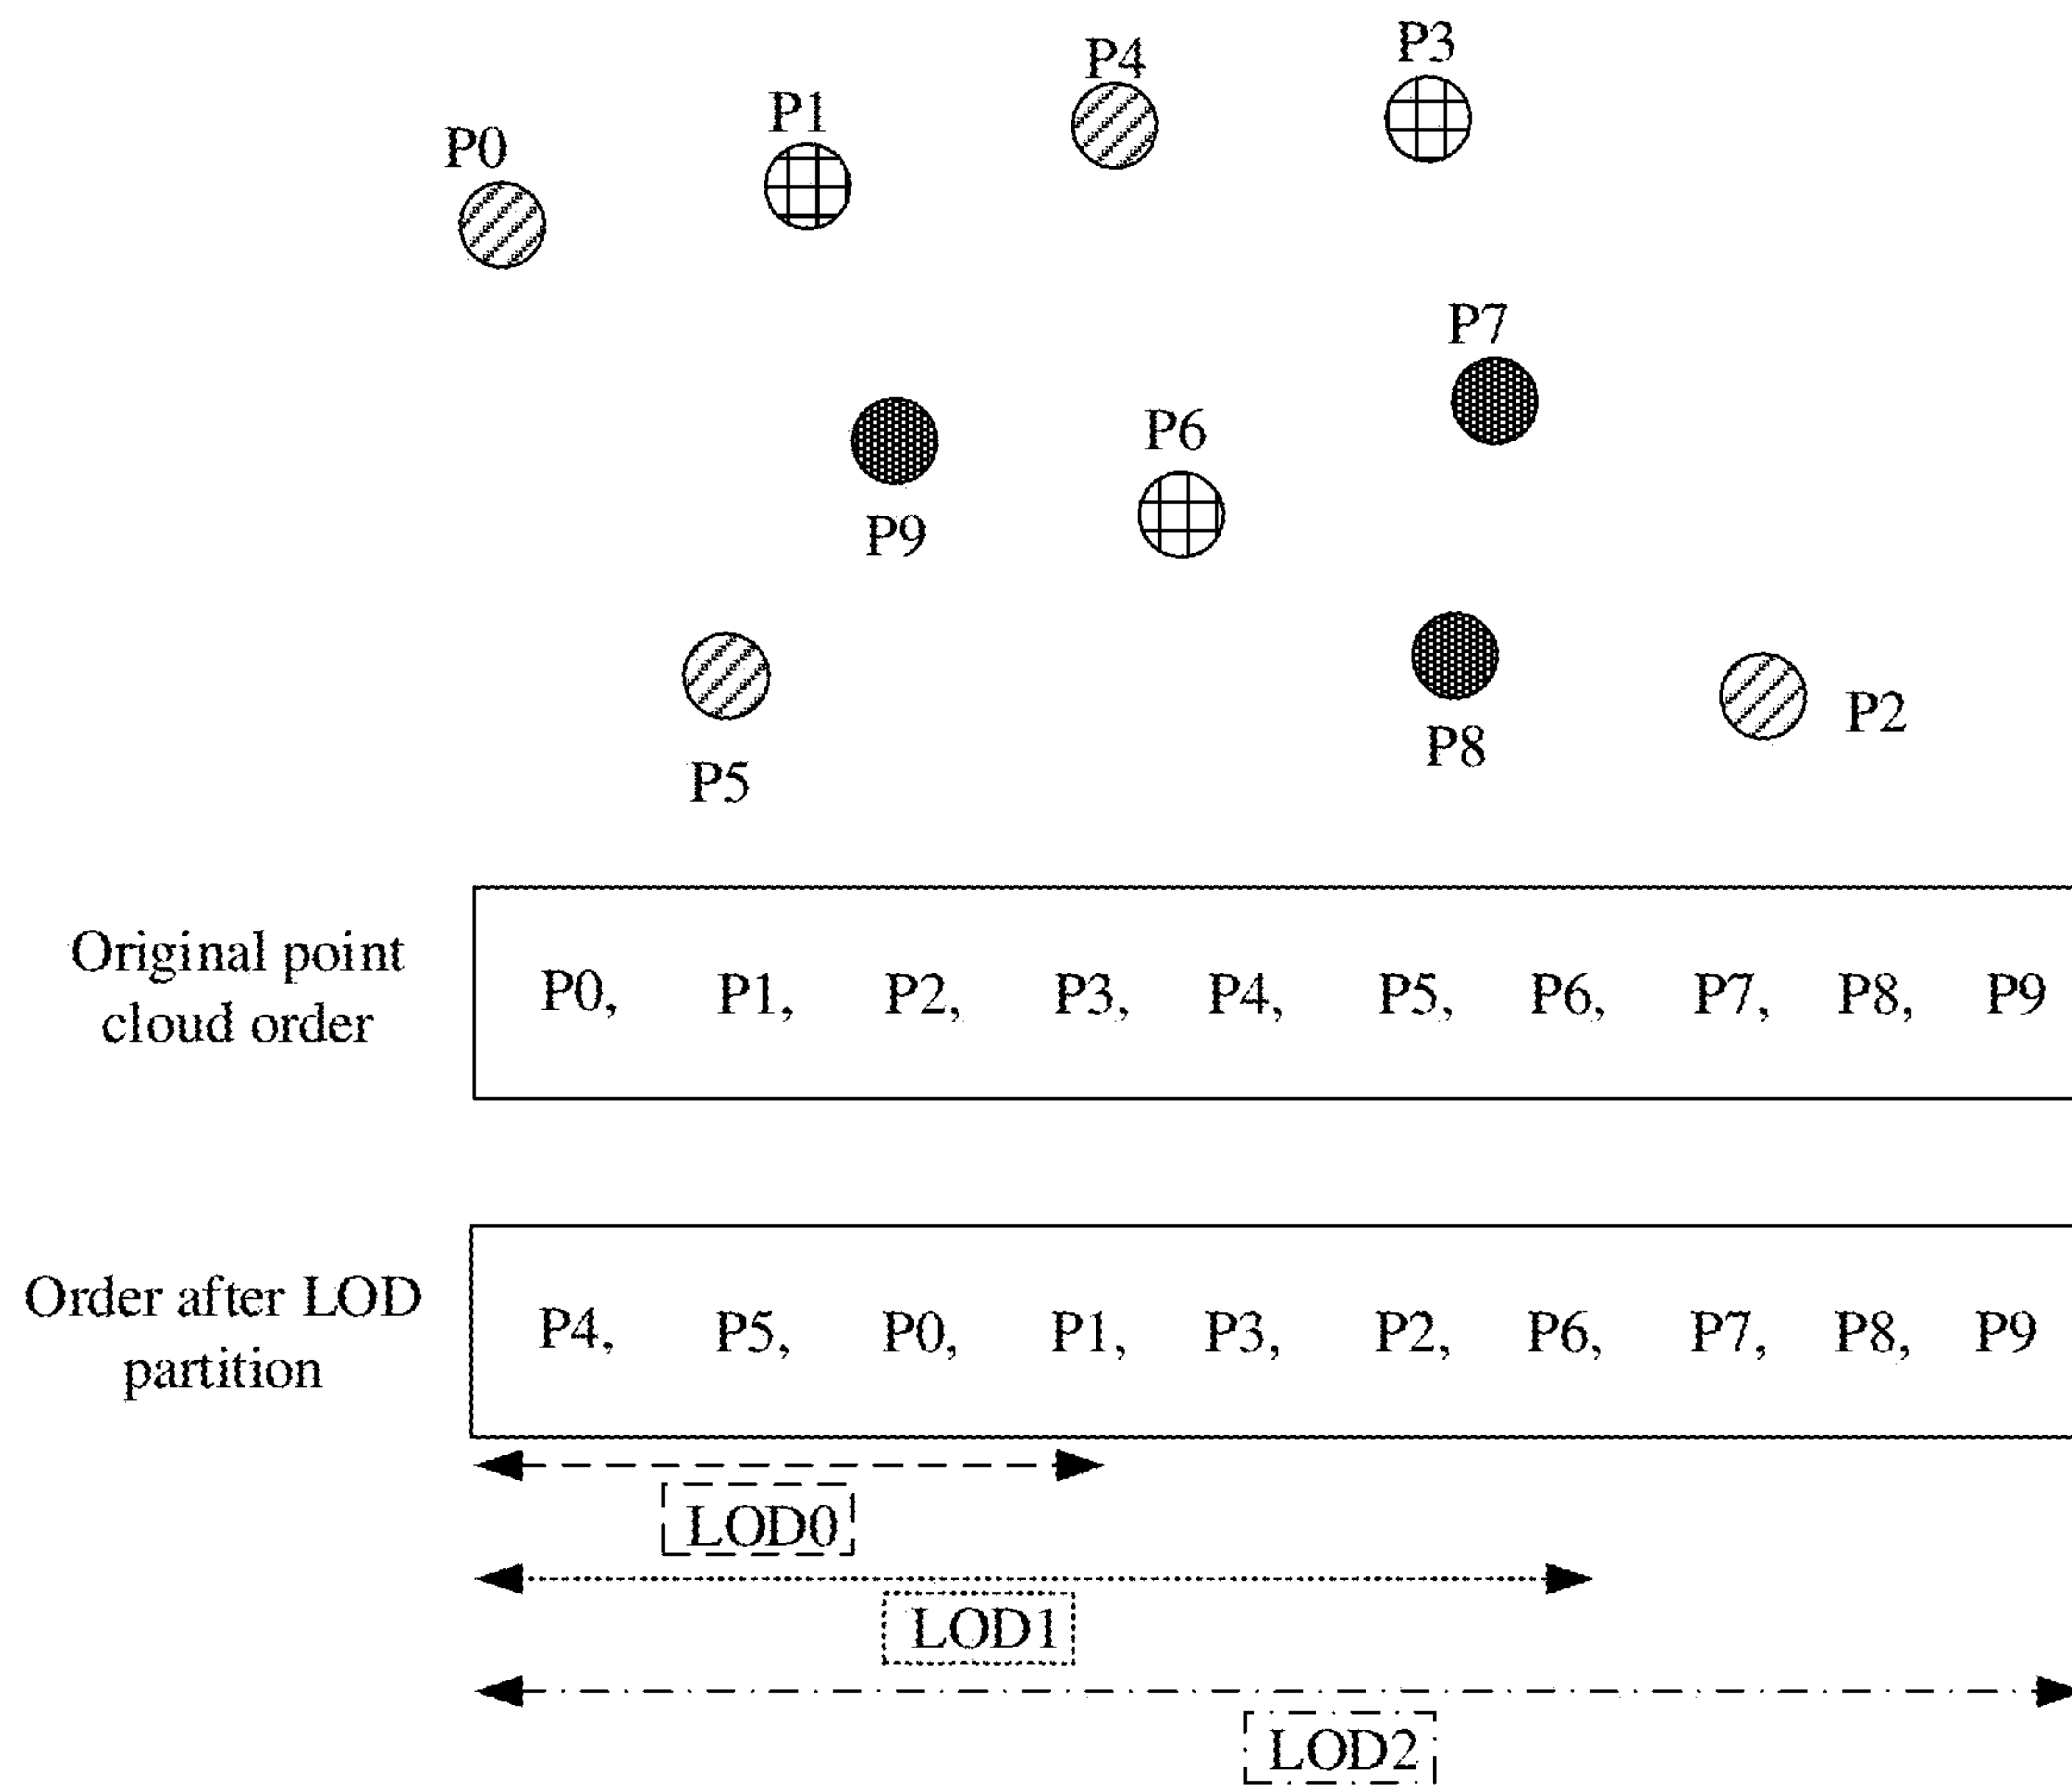 P3
P4
P1
P0
P7
P6
P9
P2
P8
P5
Original point
cloud order
P0, P1, P2, P3, P4, P5, P6, P7, P8, P9
Order after LOD
partition
P4, P5, P0, P1, P3, P2, P6, P7, P8, P9
LOD0
LOD1
LOD2